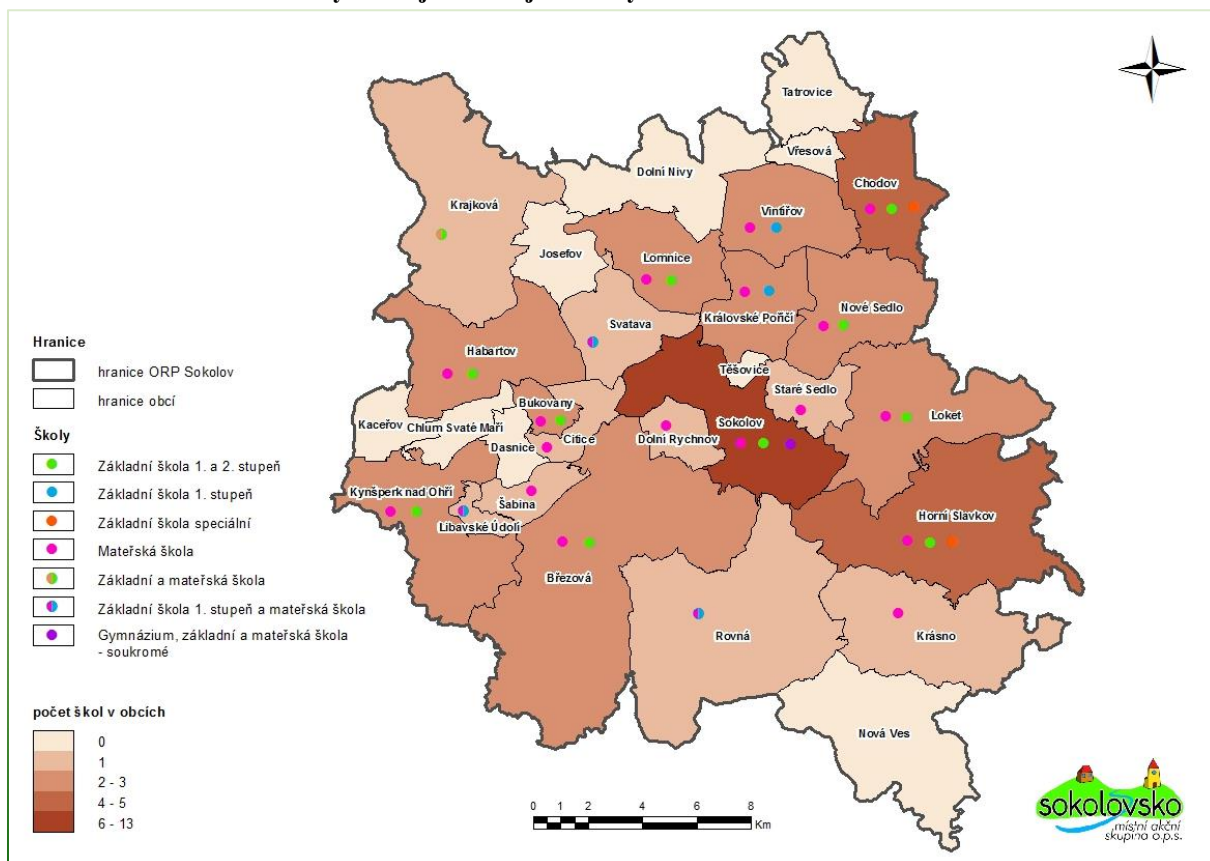 Tatrovice
Vřesová
Dolní Nivy
Chodov
Krajková
Vintířov
Josefov
Lomnice
Nové Sedlo
Královské Poříčí
Svatava
Habartov
Těšovice
Staré Sedlo
Bukovany
Loket
Kaceřov
Chlum Svaté Maří
Sokolov
Citice
Dolní Rychnov
Dasnice
Kynšperk nad Ohří
Šabina
Horní Slavkov
Libavské Údolí
Březová
Rovná
Krásno
Nová Ves
Hranice
hranice ORP Sokolov
hranice obcí
Školy
Základní škola 1. a 2. stupeň
Základní škola 1. stupeň
Základní škola speciální
Mateřská škola
Základní a mateřská škola
Základní škola 1. stupeň a mateřská škola
Gymnázium, základní a mateřská škola
- soukromé
počet škol v obcích
0
1
2 - 3
4 - 5
6 - 13
0 1 2 4 6 8
Km
sokolovsko
místní akční
skupina o.p.s.